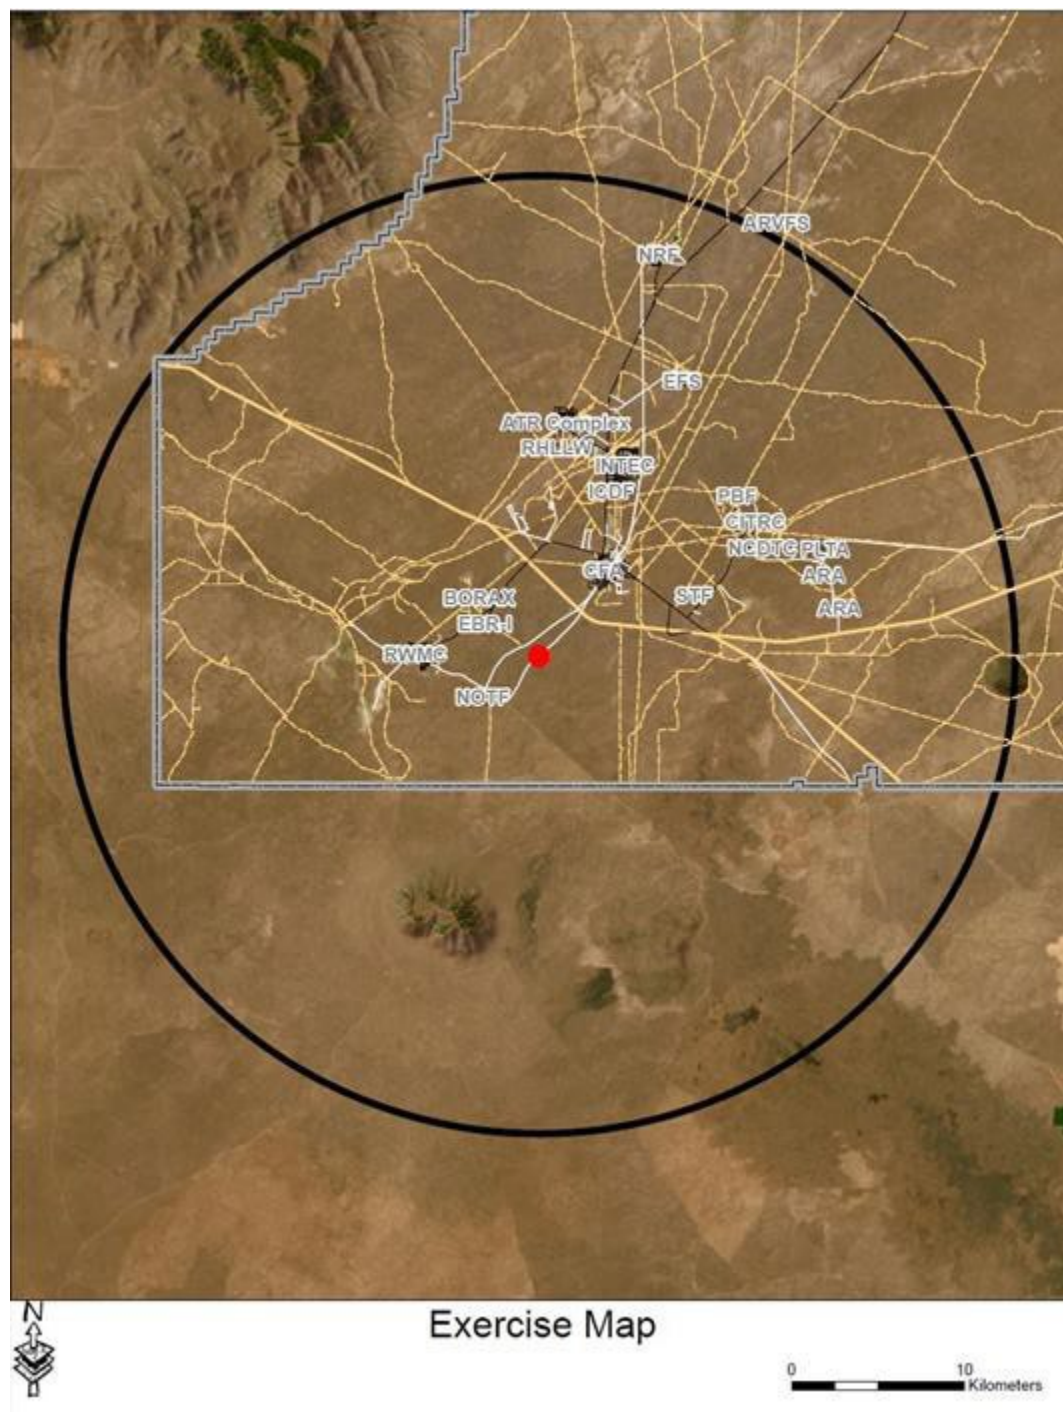 ARVFS
NRF
EFS
ATR Complex
RHLLW
INTEC
ICDF
PBF
CITRC
NCDTC PLTA
CFA
ARA
STF
BORAX
ARA
EBR-I
RWMC
NOTF
N
Exercise Map
0 10
Kilometers